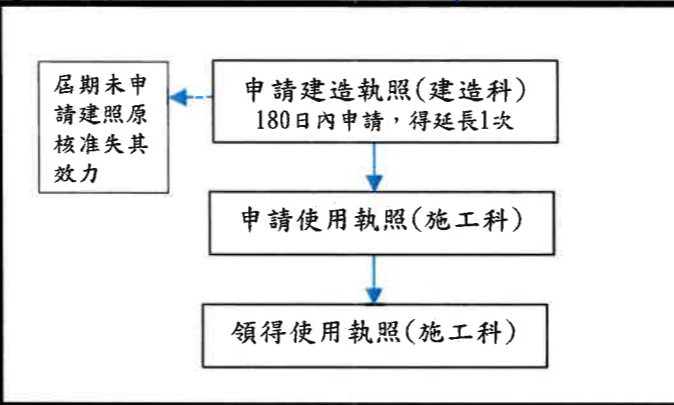 屆期未申
請建照原
核准失其
效力
申請建造執照(建造科)
180日內申請，得延長1次
申請使用執照(施工科)
領得使用執照(施工科)